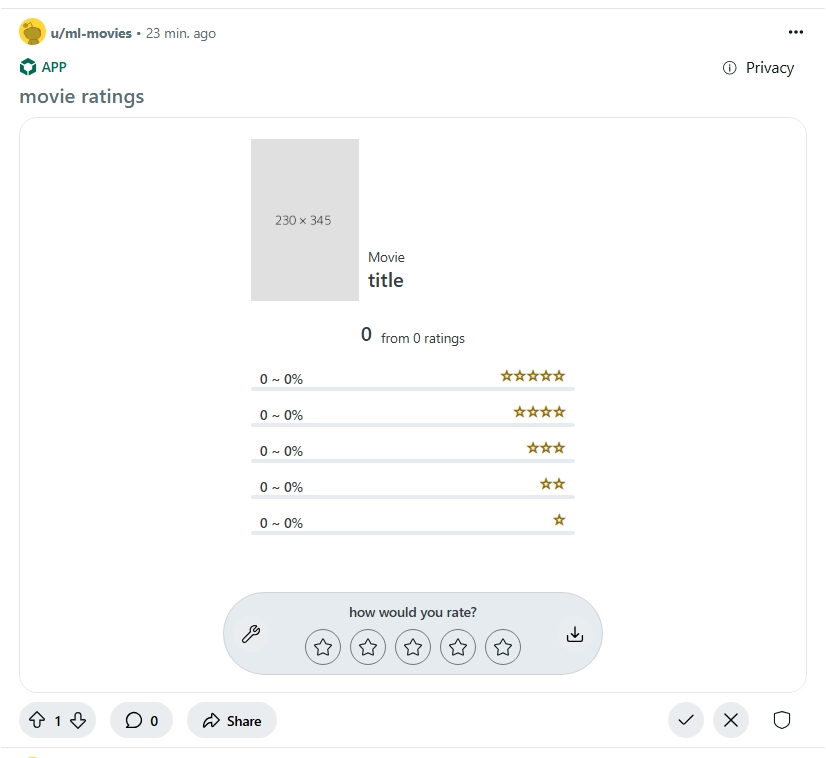 u/ml-movies • 23 min. ago
APP
Privacy
movie ratings
230 × 345
Movie
title
0 from 0 ratings
0 ~ 0%
0 ~ 0%
0 ~ 0%
0 ~ 0%
0 ~ 0%
how would you rate?
1
0
Share